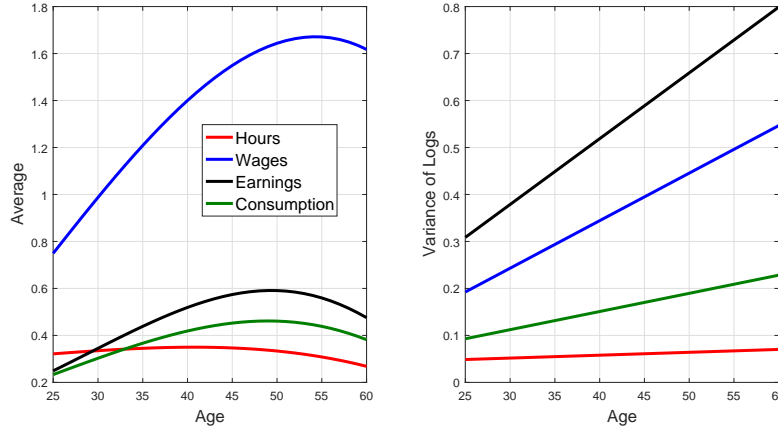 1.8
1.6
1.4
1.2
1
0.8
0.6
0.4
0.2
Average
25 30 35 40 45 50 55 60
Age
Hours
Wages
Earnings
Consumption
0.8
0.7
0.6
0.5
0.4
0.3
0.2
0.1
0
Variance of Logs
25 30 35 40 45 50 55
Age